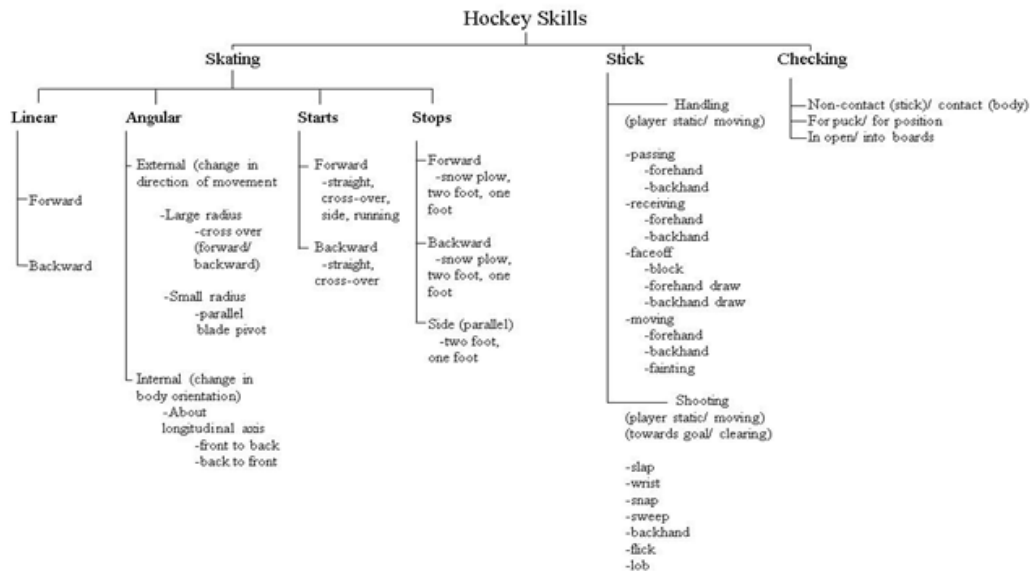 Hockey Skills
Skating
Stick
Checking
Linear
Angular
Starts
Stops
Forward
Backward
External (change in
direction of movement
-Large radius
-cross over
(forward/
backward)
-Small radius
-parallel
blade pivot
Internal (change in
body orientation)
-About
longitudinal axis
-front to back
-back to front
Forward
-straight,
cross-over,
side, running
Backward
-straight,
cross-over
Forward
-snow plow,
two foot, one
foot
Backward
-snow plow,
two foot, one
foot
Side (parallel)
-two foot,
one foot
Handling
(player static/ moving)
-passing
-forehand
-backhand
-receiving
-forehand
-backhand
-faceoff
-block
-forehand draw
-backhand draw
-moving
-forehand
-backhand
-fainting
Shooting
(player static/ moving)
(towards goal/ clearing)
-slap
-wrist
-snap
-sweep
-backhand
-flick
-lob
Non-contact (stick)/ contact (body)
For puck/ for position
In open/ into boards